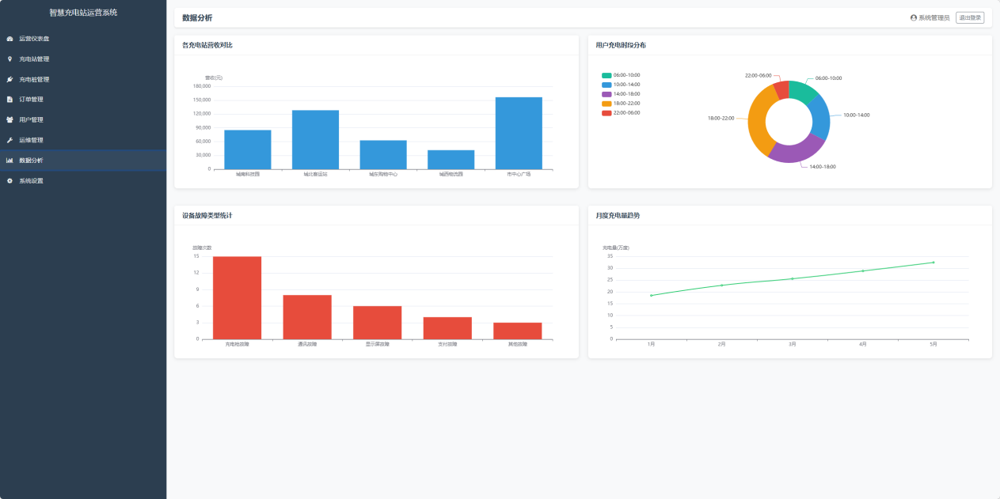 智慧充电站运营系统
运营仪表盘
充电站管理
充电桩管理
订单管理
用户管理
运维管理
数据分析
系统设置
数据分析
系统管理员
退出登录
各充电站营收对比
营收(元)
180,000
150,000
120,000
90,000
60,000
30,000
0
城南科技园
城北客运站
城东购物中心
城西物流园
市中心广场
用户充电时段分布
06:00-10:00
10:00-14:00
14:00-18:00
18:00-22:00
22:00-06:00
22:00-06:00
06:00-10:00
10:00-14:00
18:00-22:00
14:00-18:00
设备故障类型统计
故障次数
15
12
9
6
3
0
充电枪故障
通讯故障
显示屏故障
支付故障
其他故障
月度充电量趋势
充电量(万度)
35
30
25
20
15
10
5
0
1月
2月
3月
4月
5月